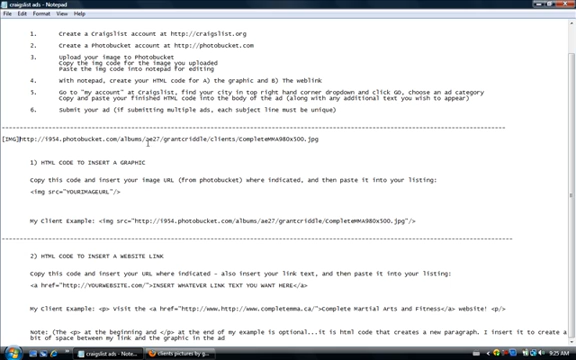 craigslist ads - Notepad
File Edit Format View Help
1. Create a Craigslist account at http://craigslist.org
2. Create a Photobucket account at http://photobucket.com
3. Upload your image to Photobucket
Copy the img code for the image you uploaded
Paste the img code into notepad for editing
4. With notepad, create your HTML code for A) the graphic and B) The weblink
5. Go to "my account" at Craigslist, find your city in top right hand corner dropdown and click GO, choose an ad category
Copy and paste your finished HTML code into the body of the ad (along with any additional text you wish to appear)
6. Submit your ad (if submitting multiple ads, each subject line must be unique)
[IMG]http://i954.photobucket.com/albums/ae27/grantcriddle/clients/CompleteMMA980x500.jpg
1) HTML CODE TO INSERT A GRAPHIC
Copy this code and insert your image URL (from photobucket) where indicated, and then paste it into your listing:
<img src="YOURIMAGEURL"/>
My Client Example: <img src="http://i954.photobucket.com/albums/ae27/grantcriddle/CompleteMMA980x500.jpg"/>
2) HTML CODE TO INSERT A WEBSITE LINK
Copy this code and insert your URL where indicated - also insert your link text, and then paste it into your listing:
<a href="http://YOURWEBSITE.com/">INSERT WHATEVER LINK TEXT YOU WANT HERE</a>
My Client Example: <p> Visit the <a href="http://www.http://www.completemma.ca/">Complete Martial Arts and Fitness</a> website! <p/>
Note: (The <p> at the beginning and </p> at the end of my example is optional...it is html code that creates a new paragraph. I insert it to create a
bit of space between my link and the graphic in the ad
craigslist ads - Note...
clients pictures by g...
9:25 AM